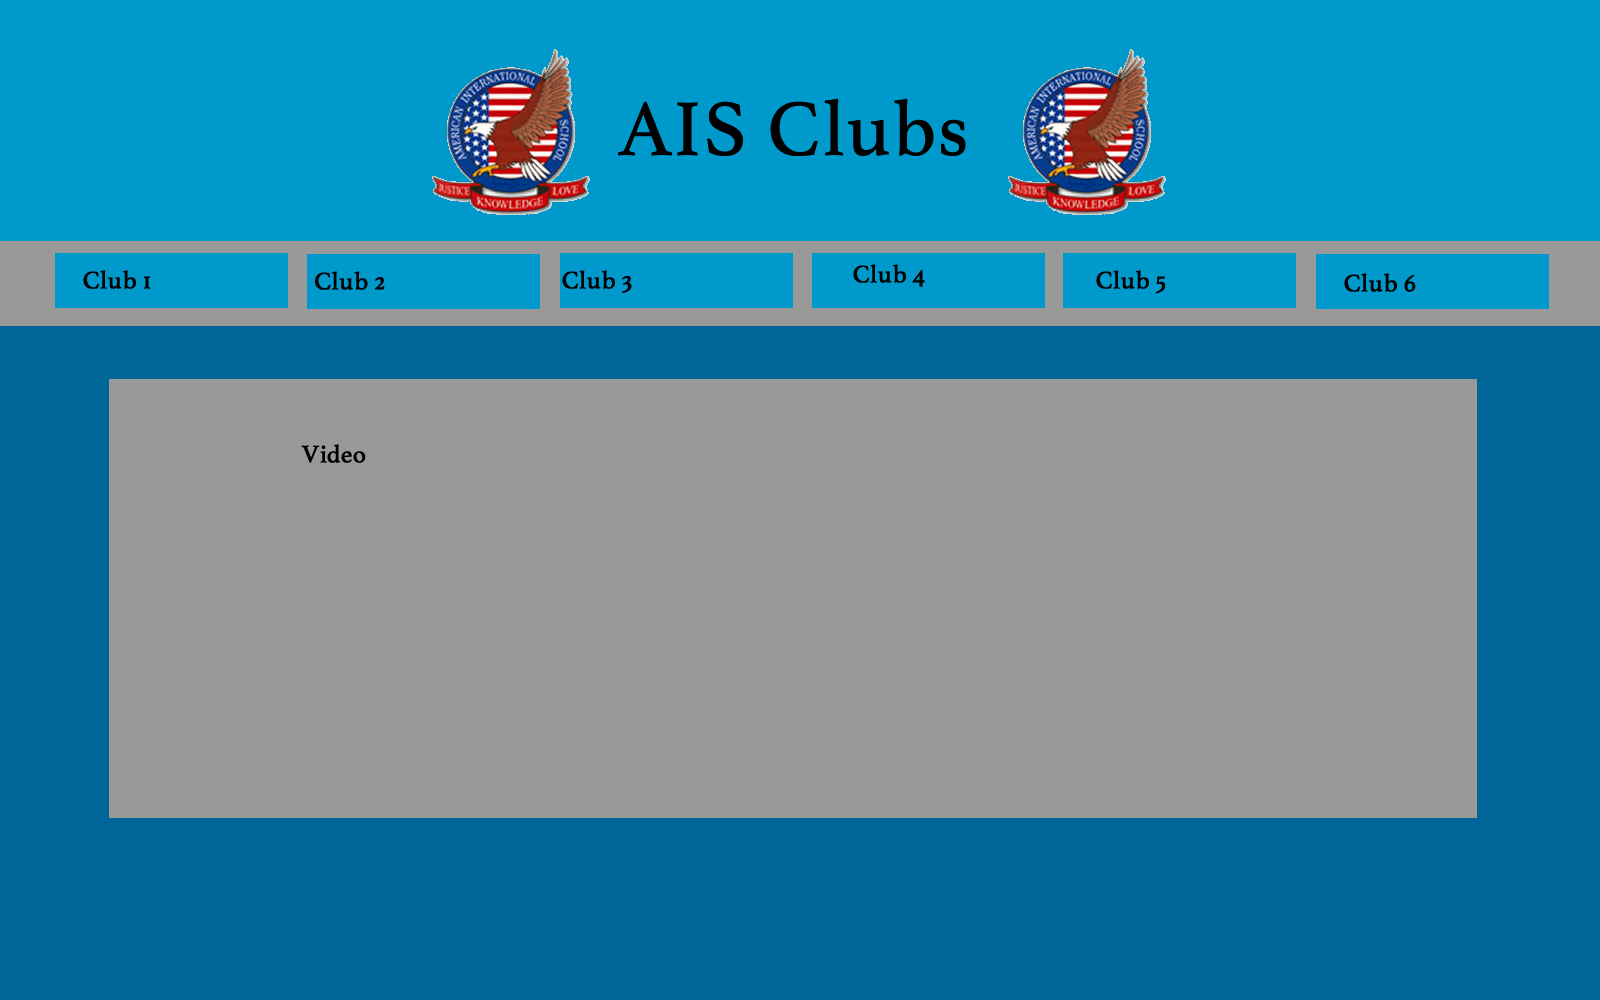 AMERICAN INTERNATIONAL SCHOOL
JUSTICE KNOWLEDGE LOVE
AIS Clubs
AMERICAN INTERNATIONAL SCHOOL
JUSTICE KNOWLEDGE LOVE
Club 1
Club 2
Club 3
Club 4
Club 5
Club 6
Video